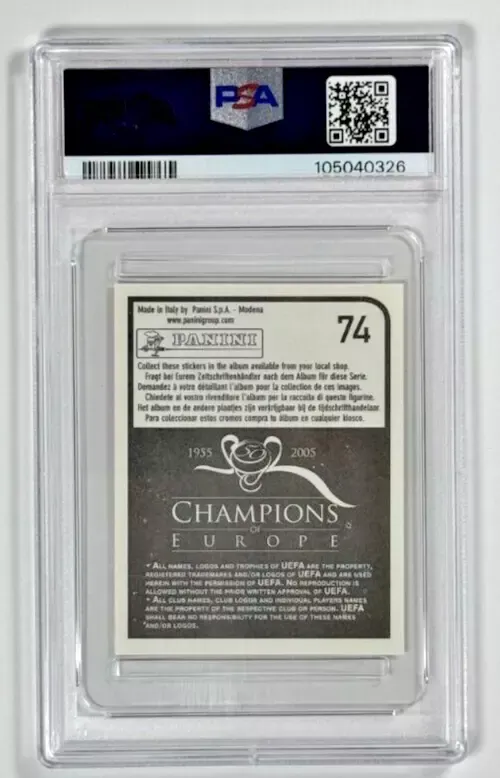 PSA
105040326
Made in Italy by Panini S.p.A. - Modena
www.paninigroup.com
74
PANINI
Collect these stickers in the album available from your local shop.
Fragt bei Eurem Zeitschriftenhändler nach dem Album für diese Serie.
Demandez à votre détaillant l'album pour la collection de ces images.
Chiedete al vostro rivenditore l'album per la raccolta di queste figurine.
Het album en de andere plaatjes zijn verkrijgbaar bij de tijdschriftenhandelaar.
Para coleccionar estos cromos compra tu álbum en cualquier kiosco.
1955 50 2005
CHAMPIONS
OF
EUROPE
* ALL NAMES, LOGOS AND TROPHIES OF UEFA ARE THE PROPERTY,
REGISTERED TRADEMARKS AND/OR LOGOS OF UEFA AND ARE USED
HEREIN WITH THE PERMISSION OF UEFA. NO REPRODUCTION IS
ALLOWED WITHOUT THE PRIOR WRITTEN APPROVAL OF UEFA.
* ALL CLUB NAMES, CLUB LOGOS AND INDIVIDUAL PLAYERS NAMES
ARE THE PROPERTY OF THE RESPECTIVE CLUB OR PERSON. UEFA
SHALL BEAR NO RESPONSIBILITY FOR THE USE OF THESE NAMES
AND/OR LOGOS.